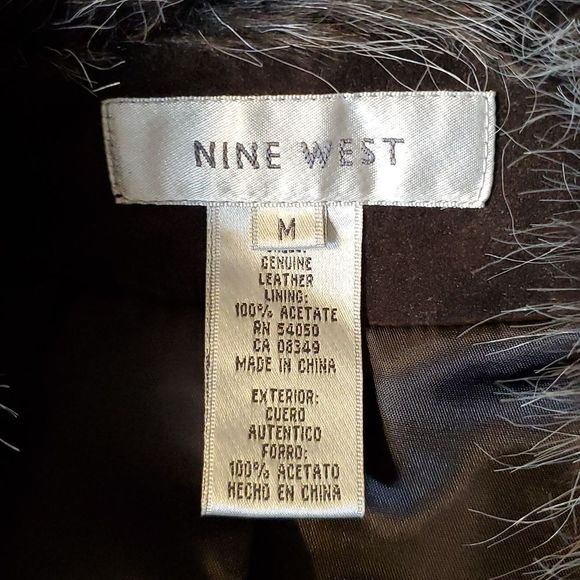 NINE WEST
M
GENUINE
LEATHER
LINING:
100% ACETATE
RN 54050
CA 08349
MADE IN CHINA
EXTERIOR:
CUERO
AUTENTICO
FORRO:
100% ACETATO
HECHO EN CHINA